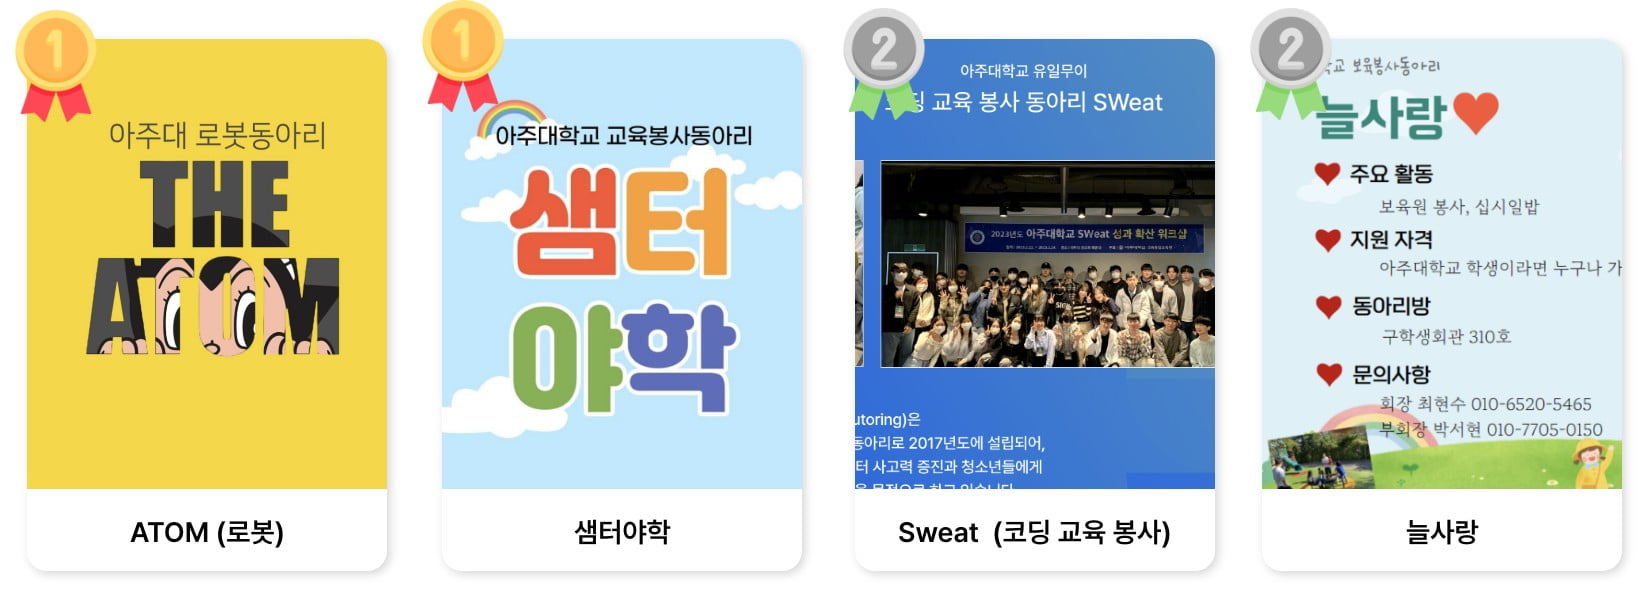 1
아주대 로봇동아리
THE
ATOM
ATOM (로봇)
1
아주대학교 교육봉사동아리
샘터
야학
샘터야학
2
아주대학교 유일무이
교육 봉사 동아리 SWeat
2023년도 아주대학교 SWeat 성과 확산 워크샵
utoring)은
동아리로 2017년도에 설립되어,
터 사고력 증진과 청소년들에게
Sweat (코딩 교육 봉사)
2
학교 보육봉사동아리
늘사랑
주요 활동
보육원 봉사, 십시일밥
지원 자격
아주대학교 학생이라면 누구나 가
동아리방
구학생회관 310호
문의사항
회장 최현수 010-6520-5465
부회장 박서현 010-7705-0150
늘사랑